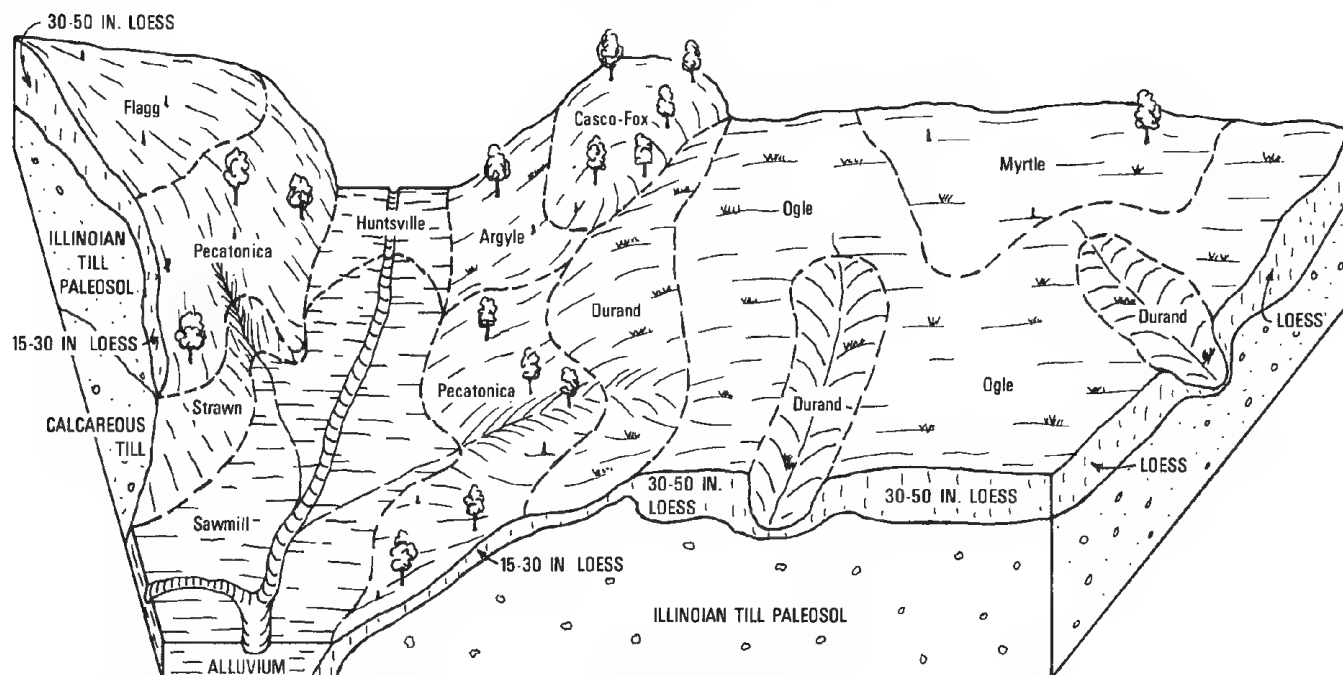 30-50 IN. LOESS
Flagg
Casco-Fox
Myrtle
Ogle
Huntsville
Argyle
ILLINOIAN
TILL
PALEOSOL
Pecatonica
Durand
Durand
LOESS
15-30 IN LOESS
Pecatonica
Ogle
Strawn
Durand
CALCAREOUS
TILL
LOESS
30-50 IN.
LOESS
30-50 IN. LOESS
Sawmill
15-30 IN LOESS
ILLINOIAN TILL PALEOSOL
ALLUVIUM